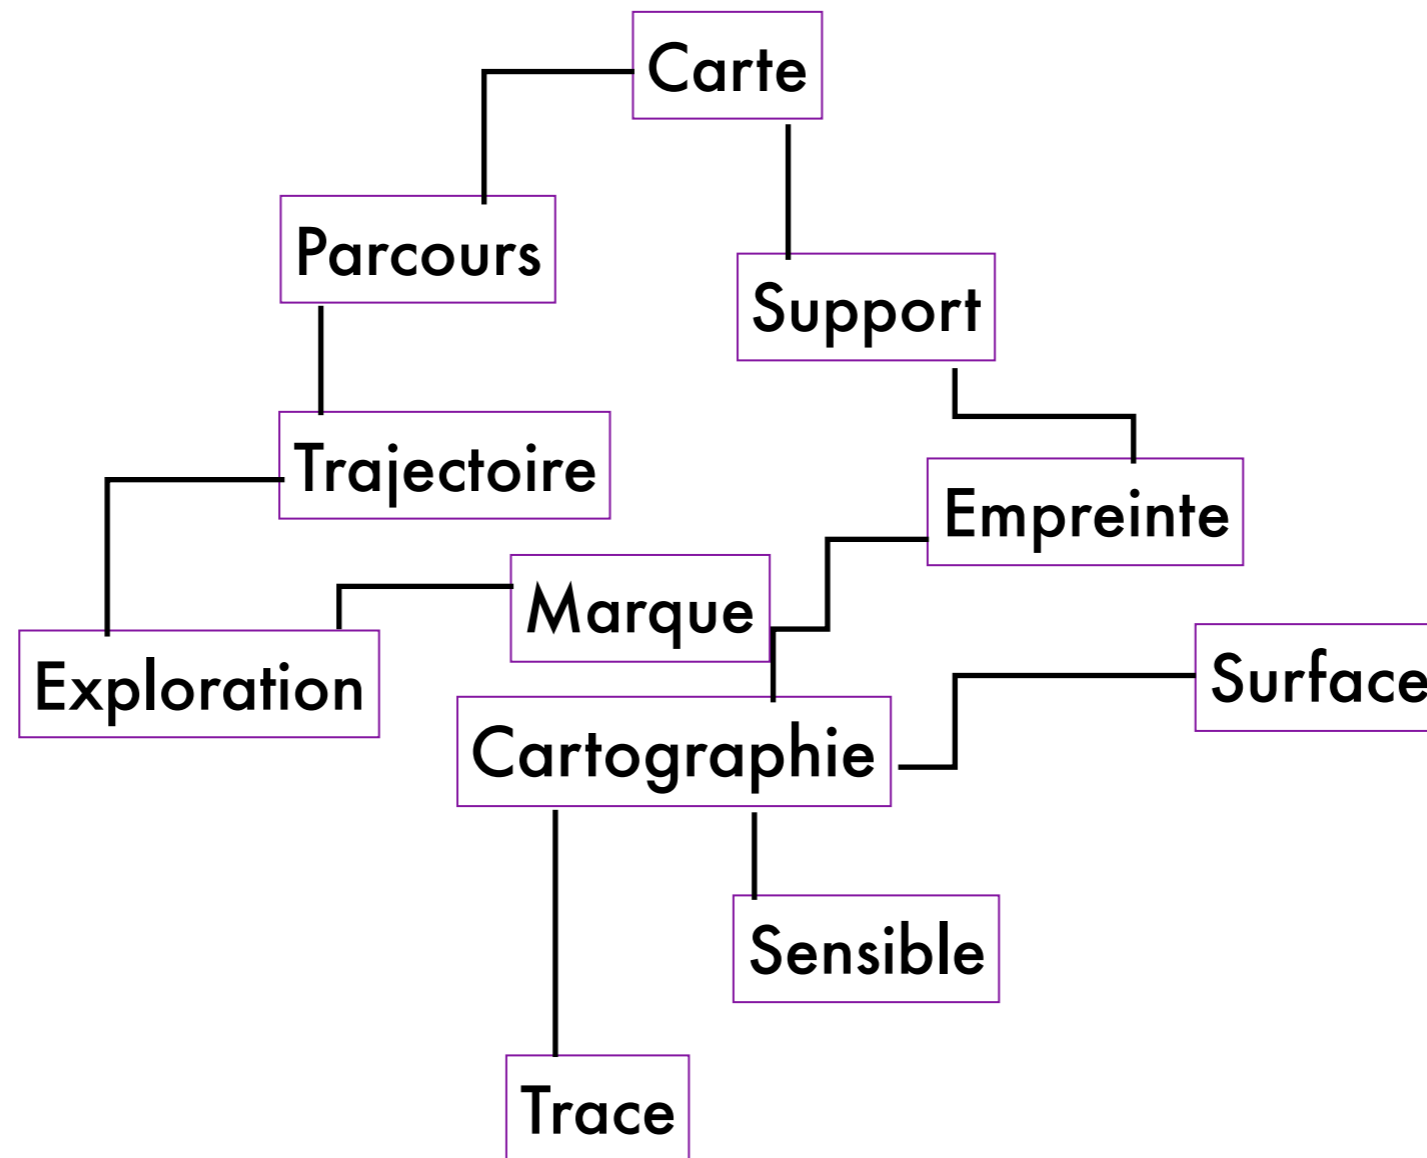 Carte
Parcours
Support
Trajectoire
Empreinte
Marque
Surface
Exploration
Cartographie
Sensible
Trace